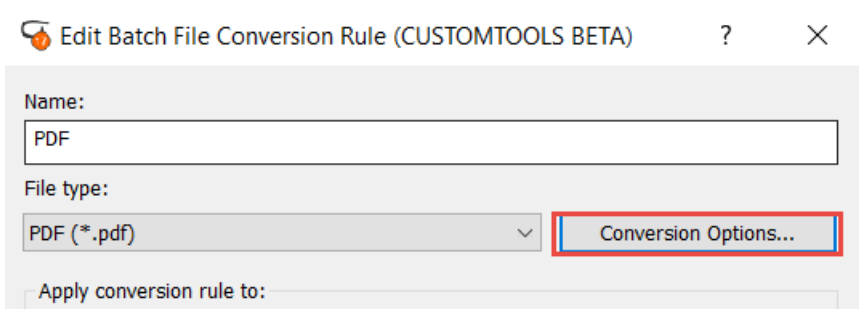 Edit Batch File Conversion Rule (CUSTOMTOOLS BETA) ?
Name:
PDF
File type:
PDF (*.pdf) Conversion Options...
Apply conversion rule to: